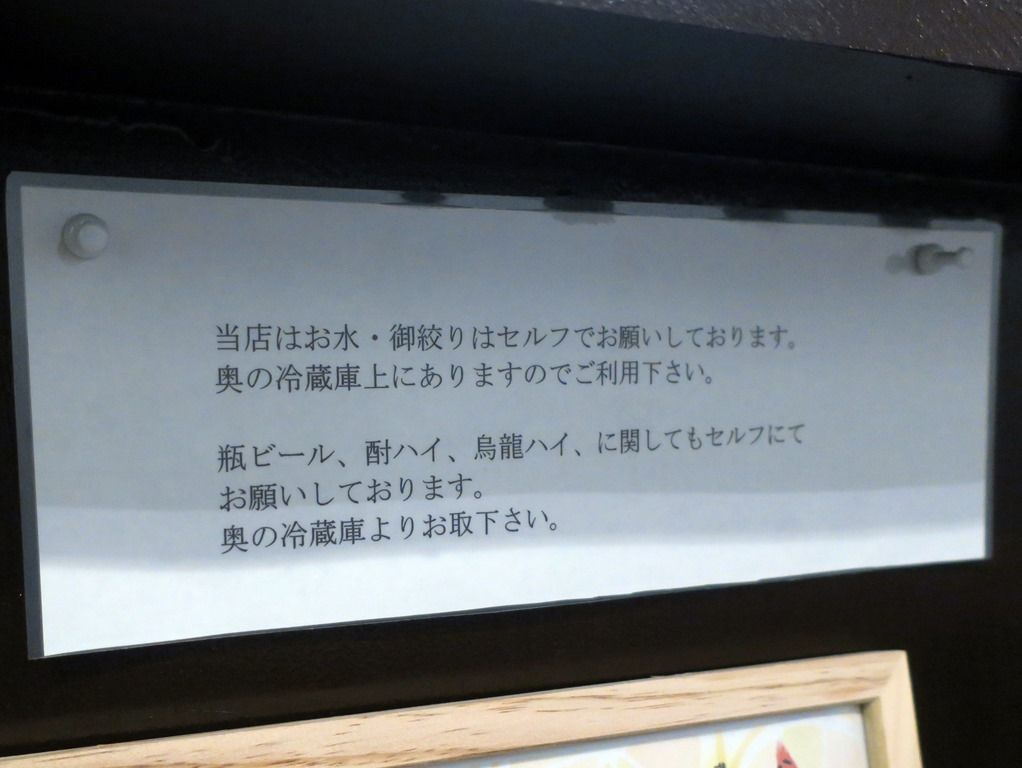 当店はお水・御絞りはセルフでお願いしております。
奥の冷蔵庫上にありますのでご利用下さい。
瓶ビール、酎ハイ、烏龍ハイ、に関してもセルフにて
お願いしております。
奥の冷蔵庫よりお取下さい。